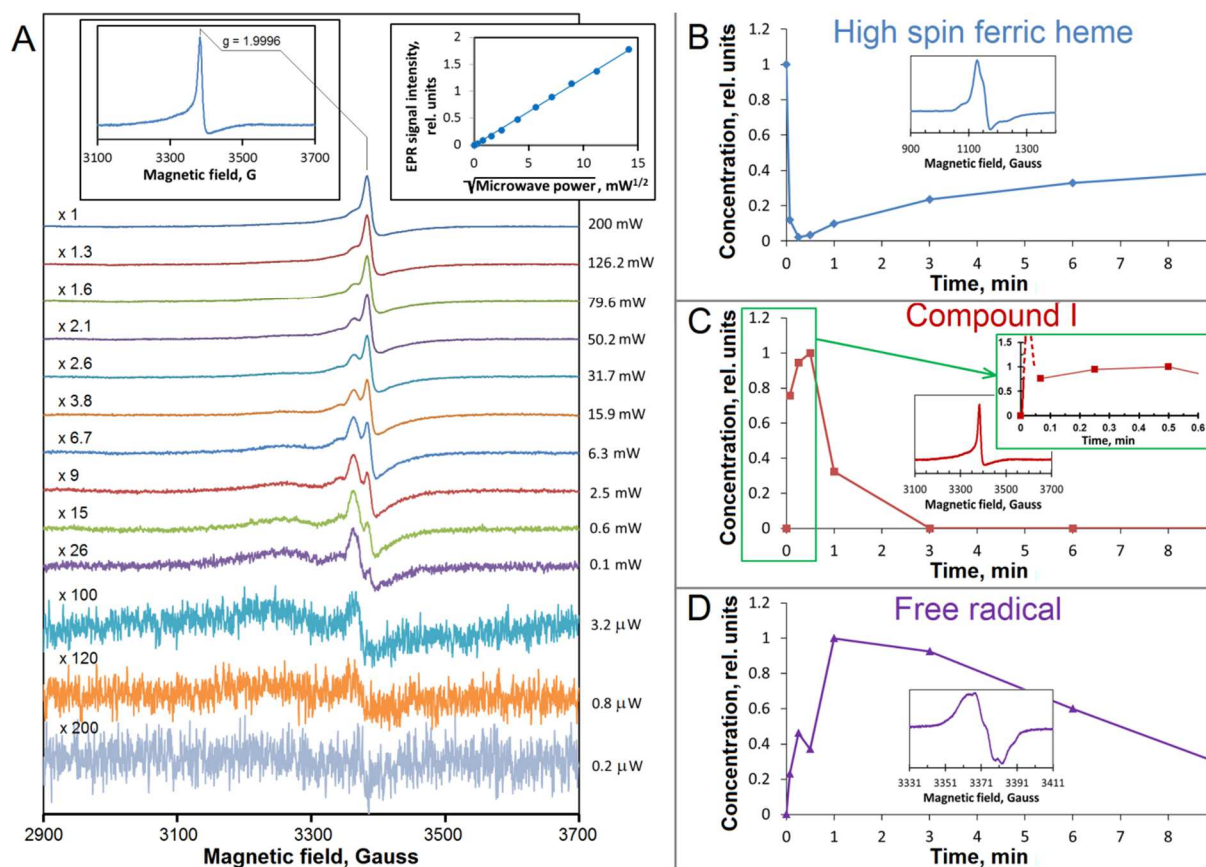 A
g = 1.9996
3100 3300 3500 3700
Magnetic field, G
EPR signal intensity,
rel. units
2
1.5
1
0.5
0
0 5 10 15
√Microwave power, mW1/2
x 1
200 mW
x 1.3
126.2 mW
x 1.6
79.6 mW
x 2.1
50.2 mW
x 2.6
31.7 mW
x 3.8
15.9 mW
x 6.7
6.3 mW
x 9
2.5 mW
x 15
0.6 mW
x 26
0.1 mW
x 100
3.2 μW
x 120
0.8 μW
x 200
0.2 μW
2900 3100 3300 3500 3700
Magnetic field, Gauss
B
High spin ferric heme
Concentration, rel. units
1.2
1
0.8
0.6
0.4
0.2
0
900 1100 1300
Magnetic field, Gauss
0 1 2 3 4 5 6 7 8
Time, min
C
Compound I
Concentration, rel. units
1.2
1
0.8
0.6
0.4
0.2
0
1.5
1
0.5
0
0 0.1 0.2 0.3 0.4 0.5 0.6
Time, min
3100 3300 3500 3700
Magnetic field, Gauss
0 1 2 3 4 5 6 7 8
Time, min
D
Free radical
Concentration, rel. units
1.2
1
0.8
0.6
0.4
0.2
0
3331 3351 3371 3391 3411
Magnetic field, Gauss
0 1 2 3 4 5 6 7 8
Time, min